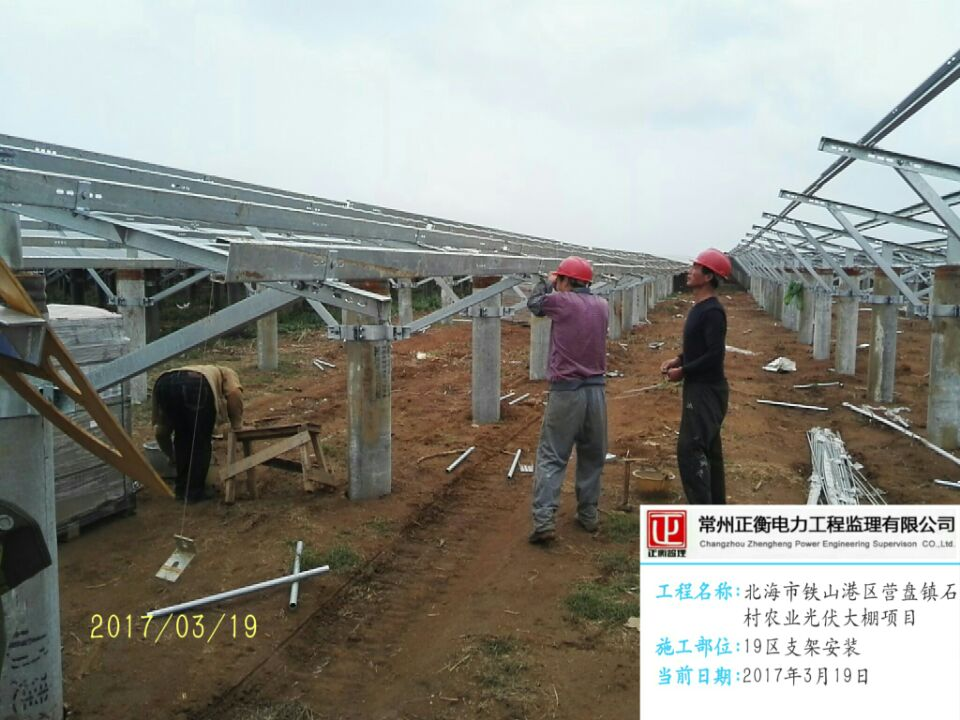 2017/03/19
正衡监理
常州正衡电力工程监理有限公司
Changzhou Zhengheng Power Engineering Supervison CO.,Ltd.
工程名称:北海市铁山港区营盘镇石
村农业光伏大棚项目
施工部位:19区支架安装
当前日期:2017年3月19日